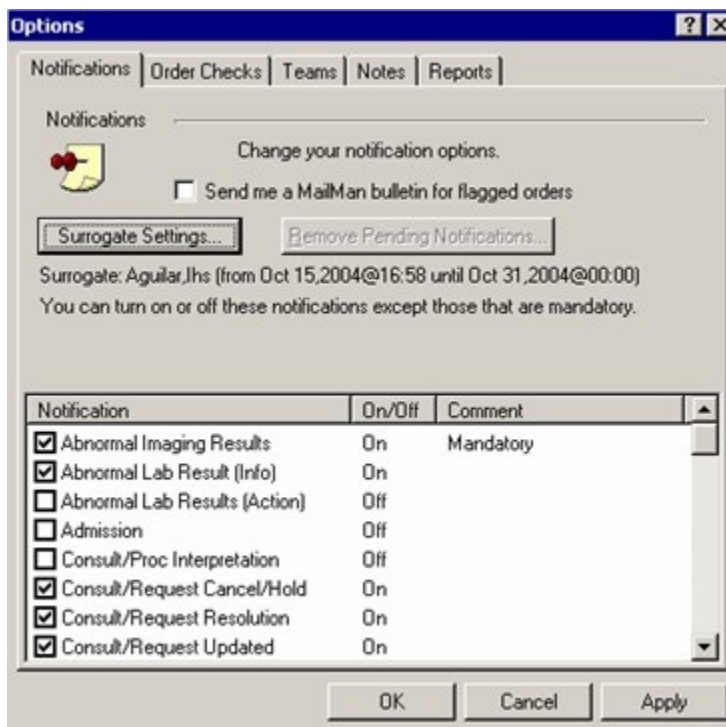 Options
Notifications Order Checks Teams Notes Reports
Notifications
Change your notification options.
Send me a MailMan bulletin for flagged orders
Surrogate Settings... Remove Pending Notifications...
Surrogate: Aguilar,Ihs (from Oct 15,2004@16:58 until Oct 31,2004@00:00)
You can turn on or off these notifications except those that are mandatory.
Notification On/Off Comment
Abnormal Imaging Results On Mandatory
Abnormal Lab Result (Info) On
Abnormal Lab Results (Action) Off
Admission Off
Consult/Proc Interpretation Off
Consult/Request Cancel/Hold On
Consult/Request Resolution On
Consult/Request Updated On
OK Cancel Apply